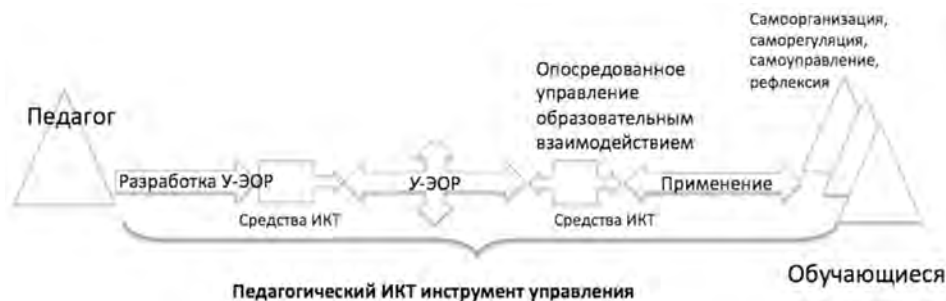 Самоорганизация,
саморегуляция,
самоуправление,
рефлексия
Опосредованное
управление
образовательным
взаимодействием
Педагог
Разработка У-ЭОР
У-ЭОР
Применение
Средства ИКТ
Средства ИКТ
Обучающиеся
Педагогический ИКТ инструмент управления